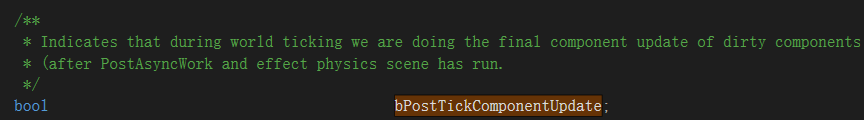 /**
* Indicates that during world ticking we are doing the final component update of dirty components
* (after PostAsyncWork and effect physics scene has run.
*/
bool bPostTickComponentUpdate;